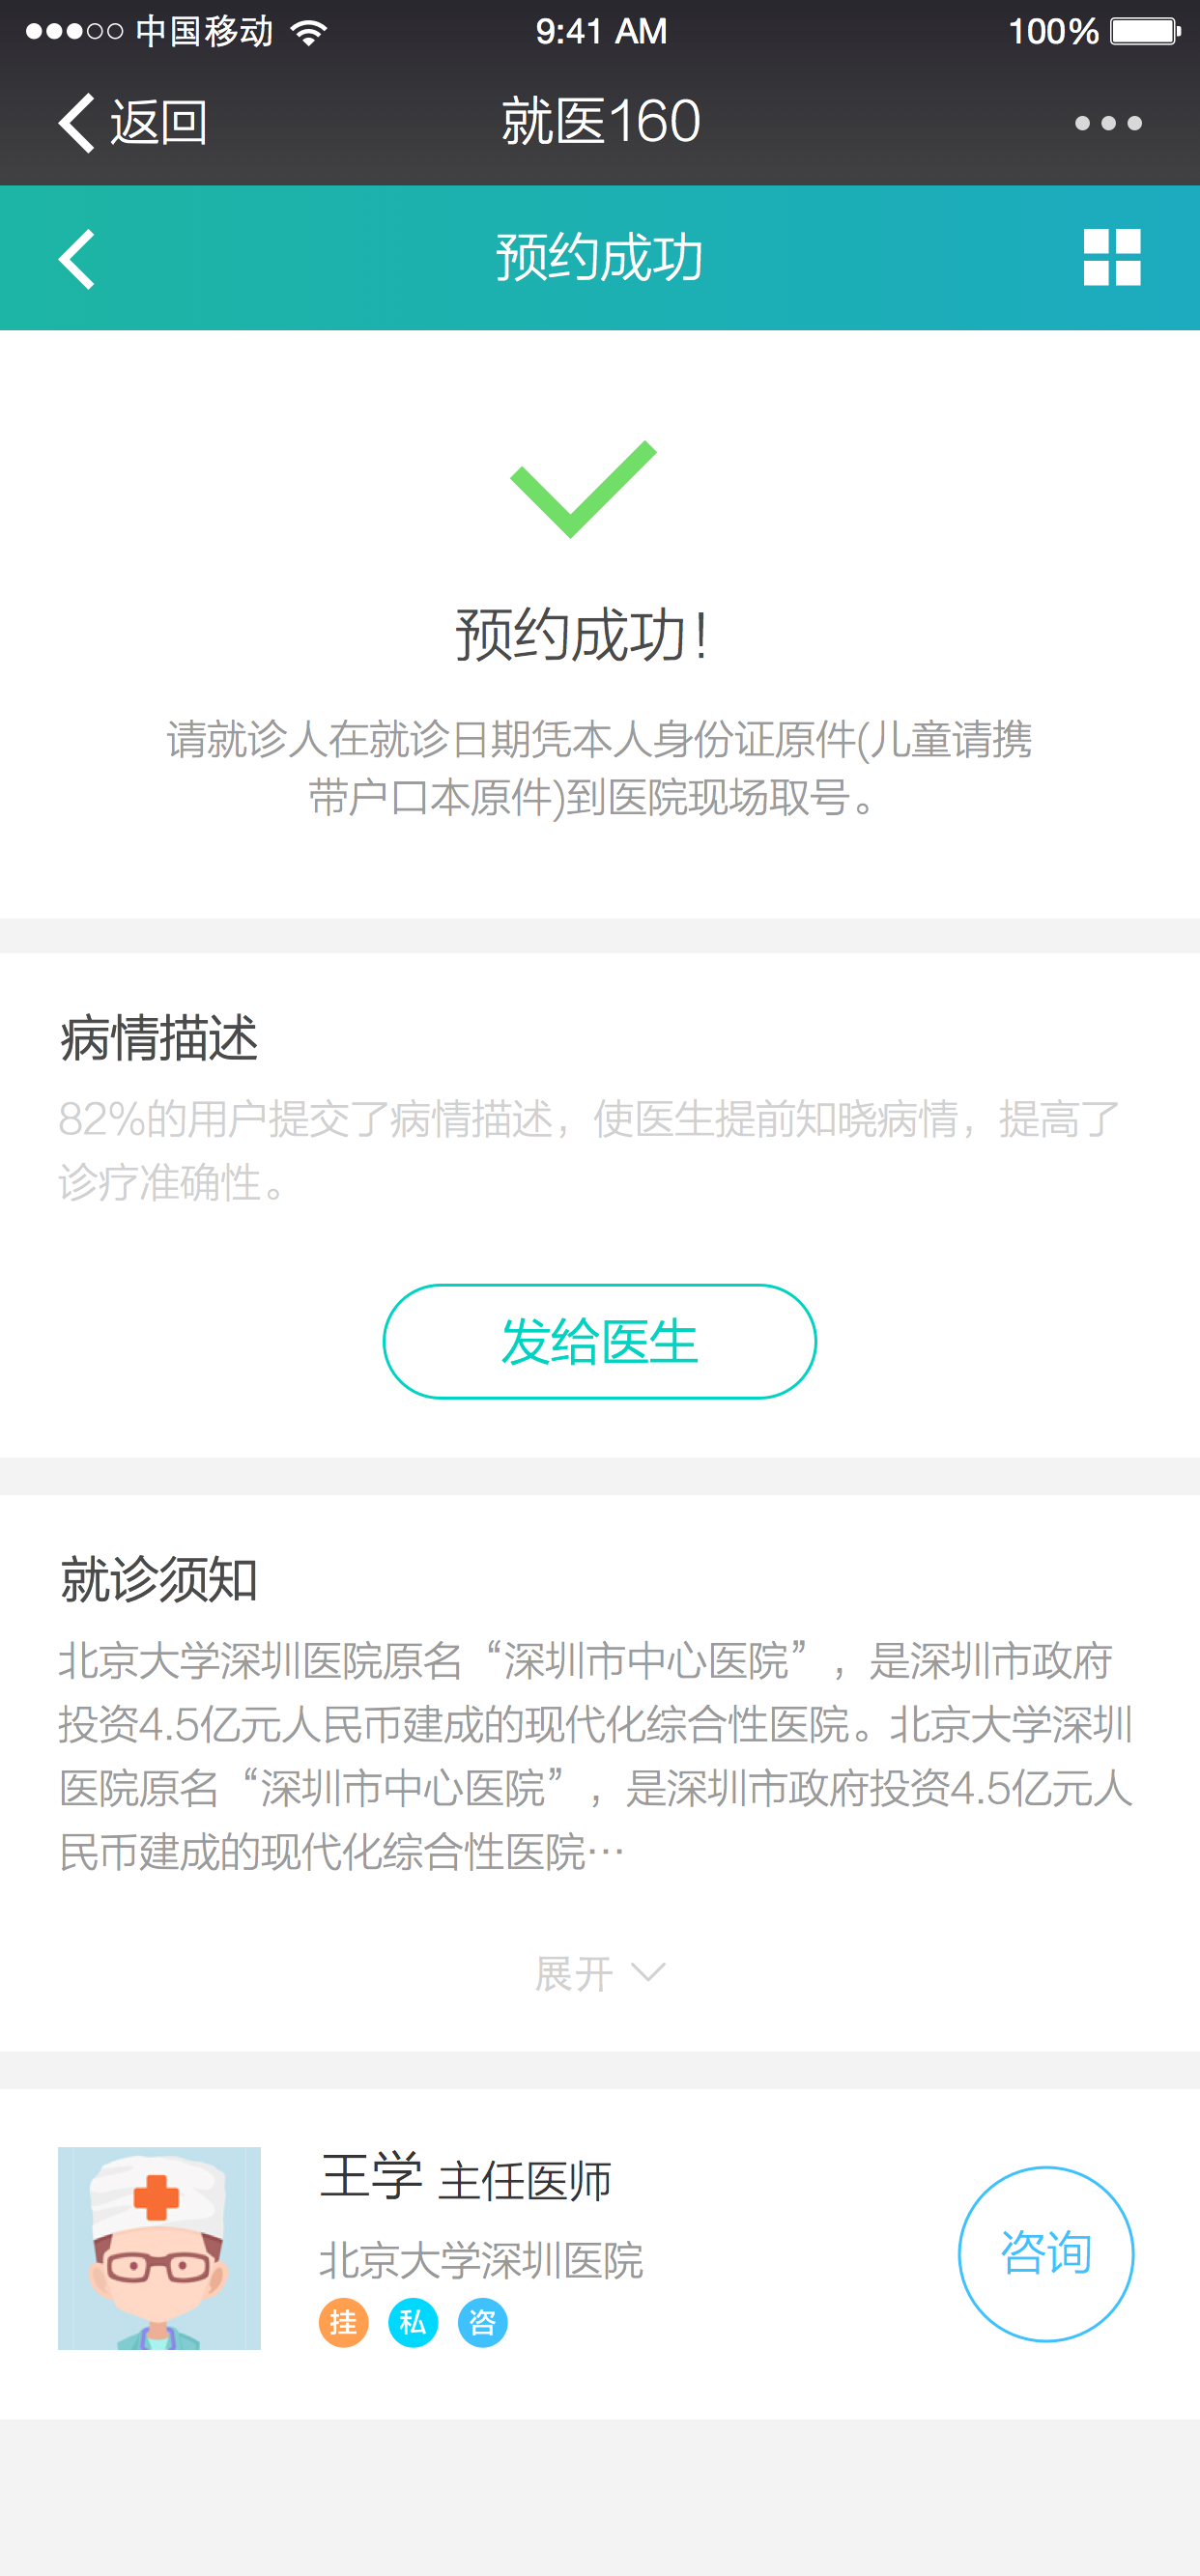 中国移动 9:41 AM 100%
返回 就医160
预约成功
预约成功!
请就诊人在就诊日期凭本人身份证原件(儿童请携
带户口本原件)到医院现场取号。
病情描述
82%的用户提交了病情描述，使医生提前知晓病情，提高了
诊疗准确性。
发给医生
就诊须知
北京大学深圳医院原名“深圳市中心医院”，是深圳市政府
投资4.5亿元人民币建成的现代化综合性医院。北京大学深圳
医院原名“深圳市中心医院”，是深圳市政府投资4.5亿元人
民币建成的现代化综合性医院…
展开
王学 主任医师
北京大学深圳医院
挂 私 咨
咨询